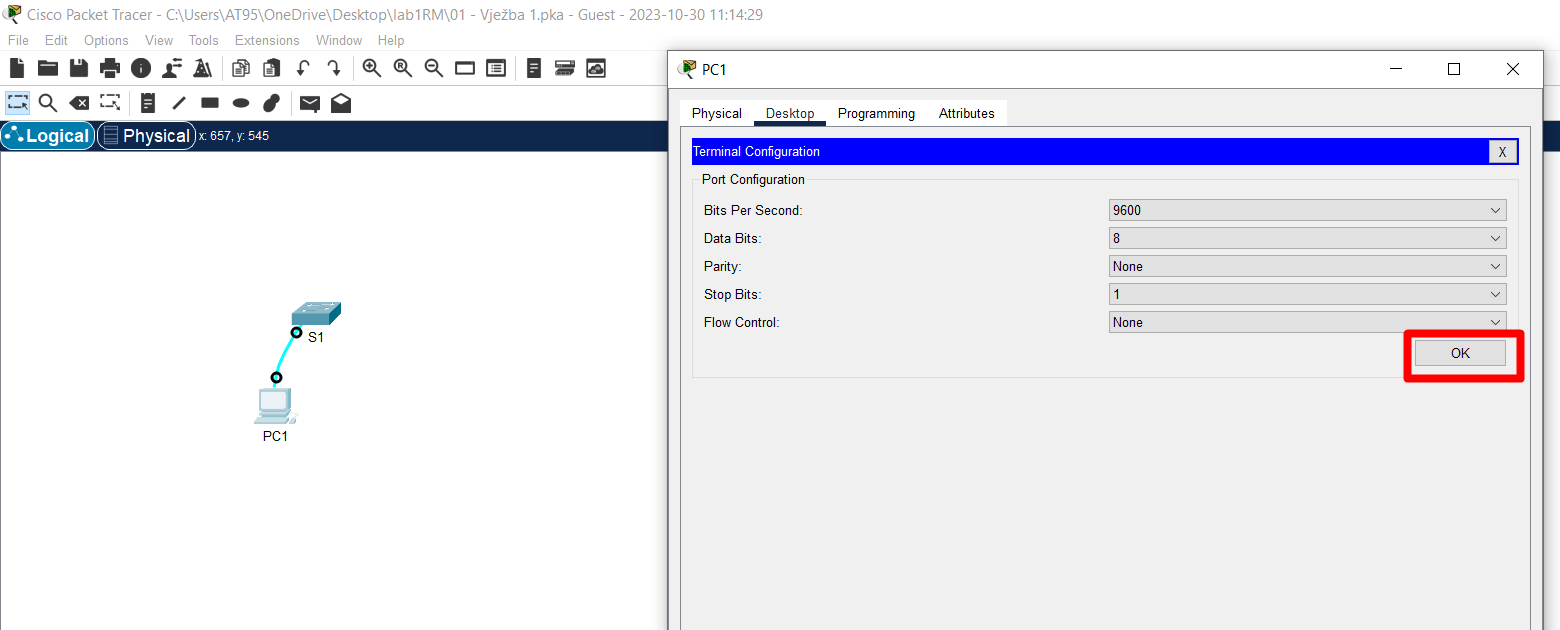 Cisco Packet Tracer - C:\Users\AT95\OneDrive\Desktop\lab1RM\01 - Vježba 1.pka - Guest - 2023-10-30 11:14:29
File Edit Options View Tools Extensions Window Help
Logical Physical x: 657, y: 545
S1
PC1
PC1
Physical Desktop Programming Attributes
Terminal Configuration X
Port Configuration
Bits Per Second: 9600
Data Bits: 8
Parity: None
Stop Bits: 1
Flow Control: None
OK